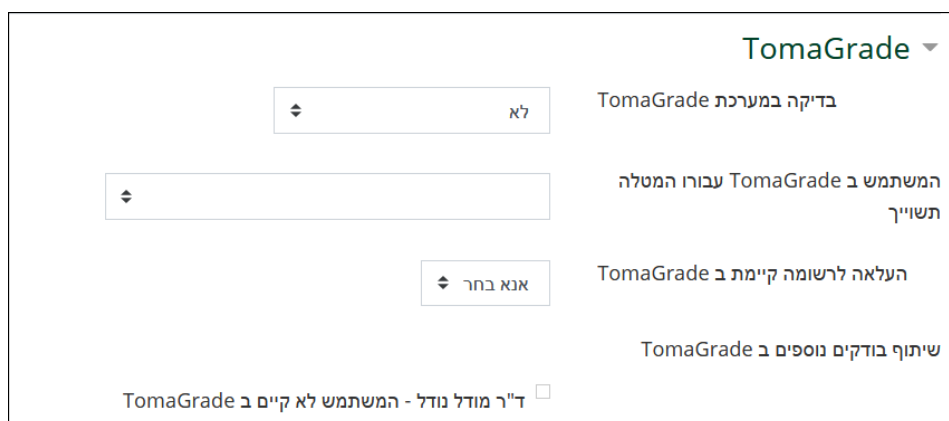 TomaGrade
בדיקה במערכת TomaGrade
לא
המשתמש ב TomaGrade עבורו המטלה
תשוייך
העלאה לרשומה קיימת ב TomaGrade
אנא בחר
שיתוף בודקים נוספים ב TomaGrade
ד"ר מודל נודל - המשתמש לא קיים ב TomaGrade